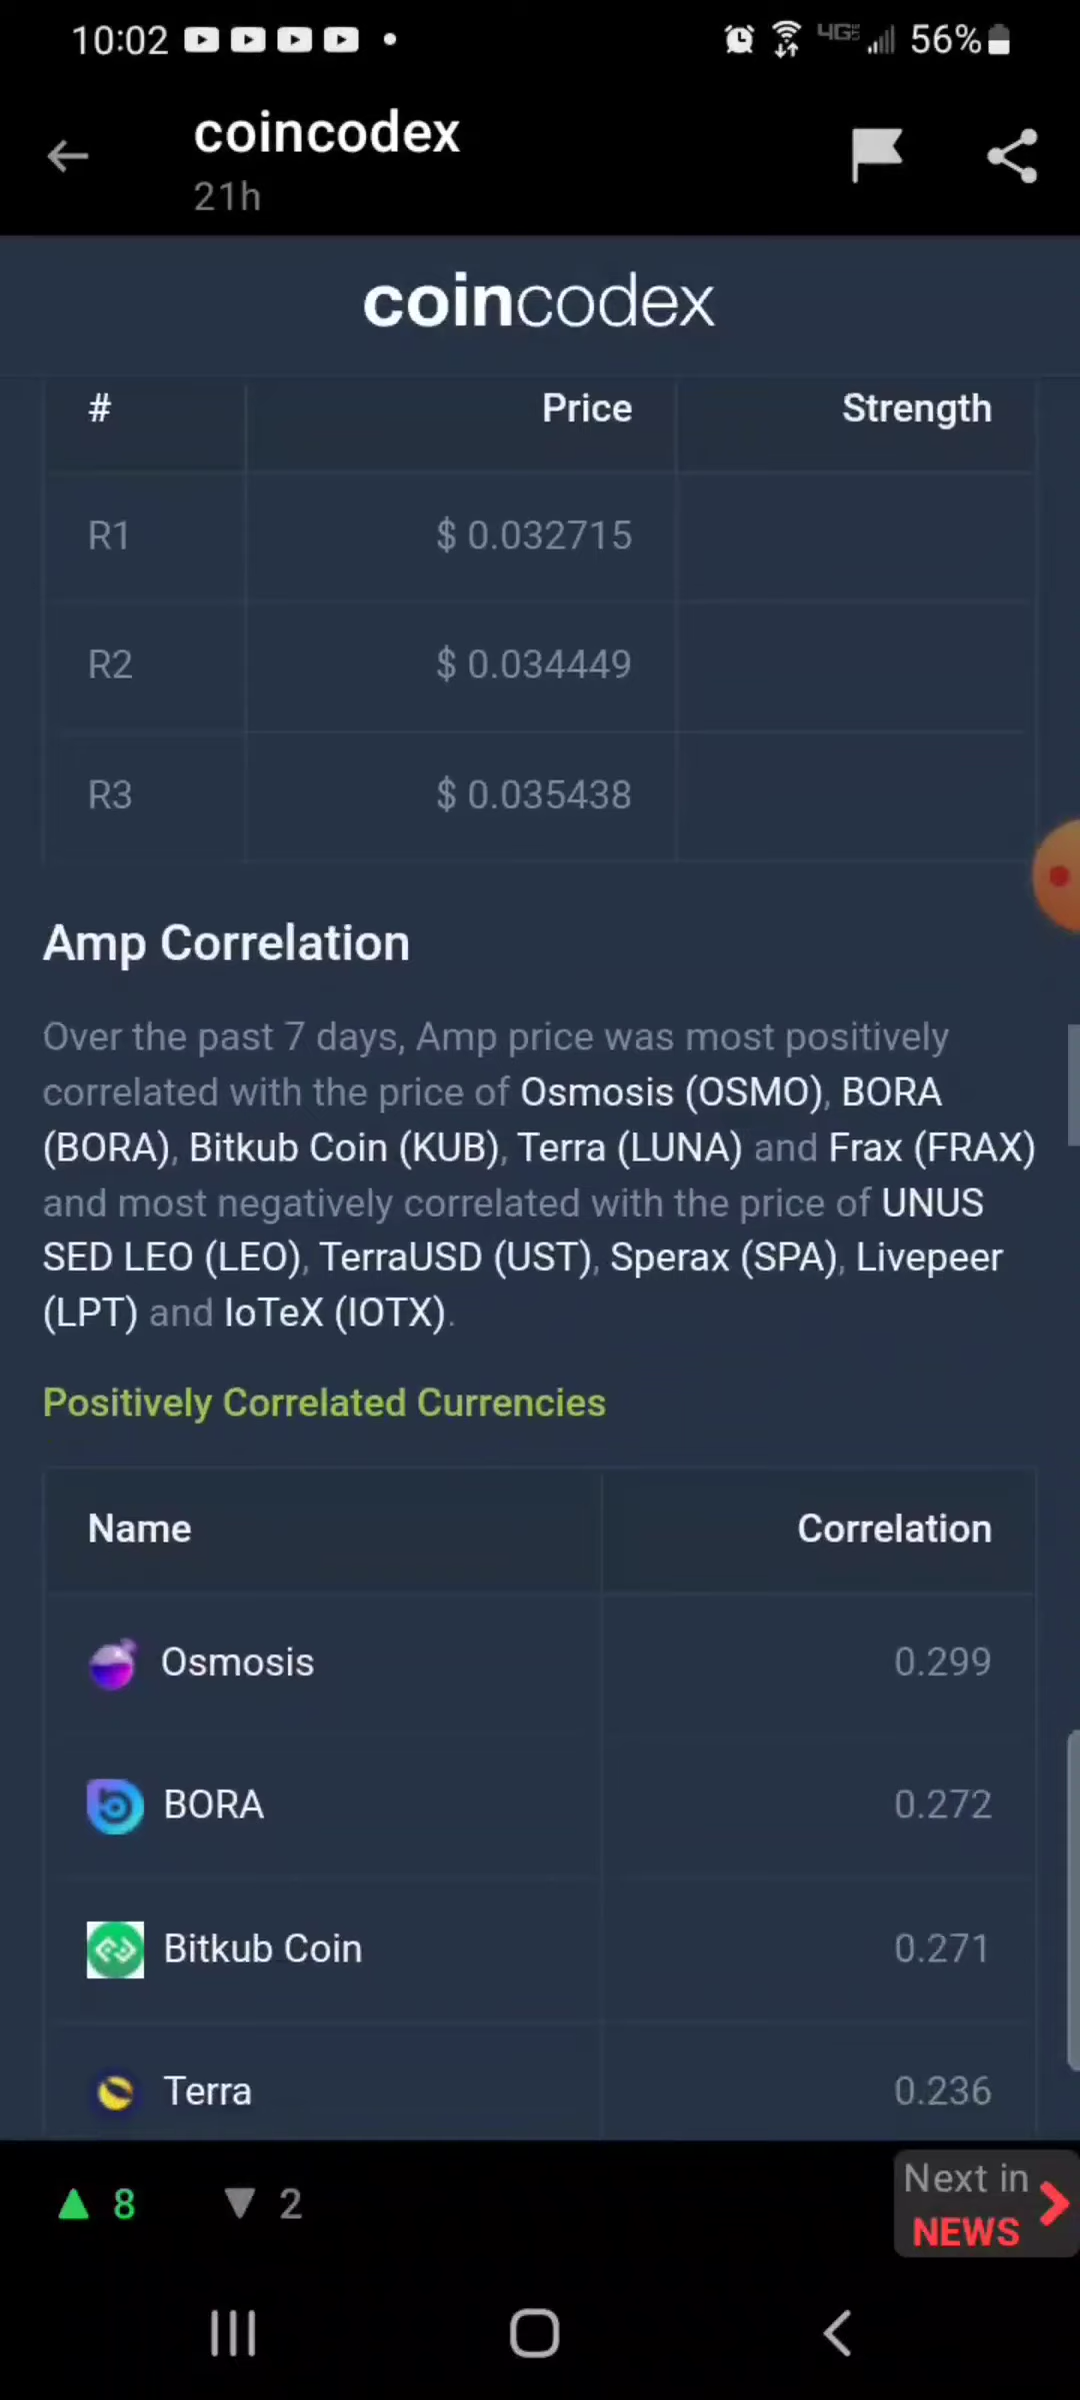 10:02 56%
coincodex
21h
coincodex
# Price Strength
R1 $ 0.032715
R2 $ 0.034449
R3 $ 0.035438
Amp Correlation
Over the past 7 days, Amp price was most positively
correlated with the price of Osmosis (OSMO), BORA
(BORA), Bitkub Coin (KUB), Terra (LUNA) and Frax (FRAX)
and most negatively correlated with the price of UNUS
SED LEO (LEO), TerraUSD (UST), Sperax (SPA), Livepeer
(LPT) and IoTeX (IOTX).
Positively Correlated Currencies
Name Correlation
Osmosis 0.299
BORA 0.272
Bitkub Coin 0.271
Terra 0.236
8 2
Next in
NEWS